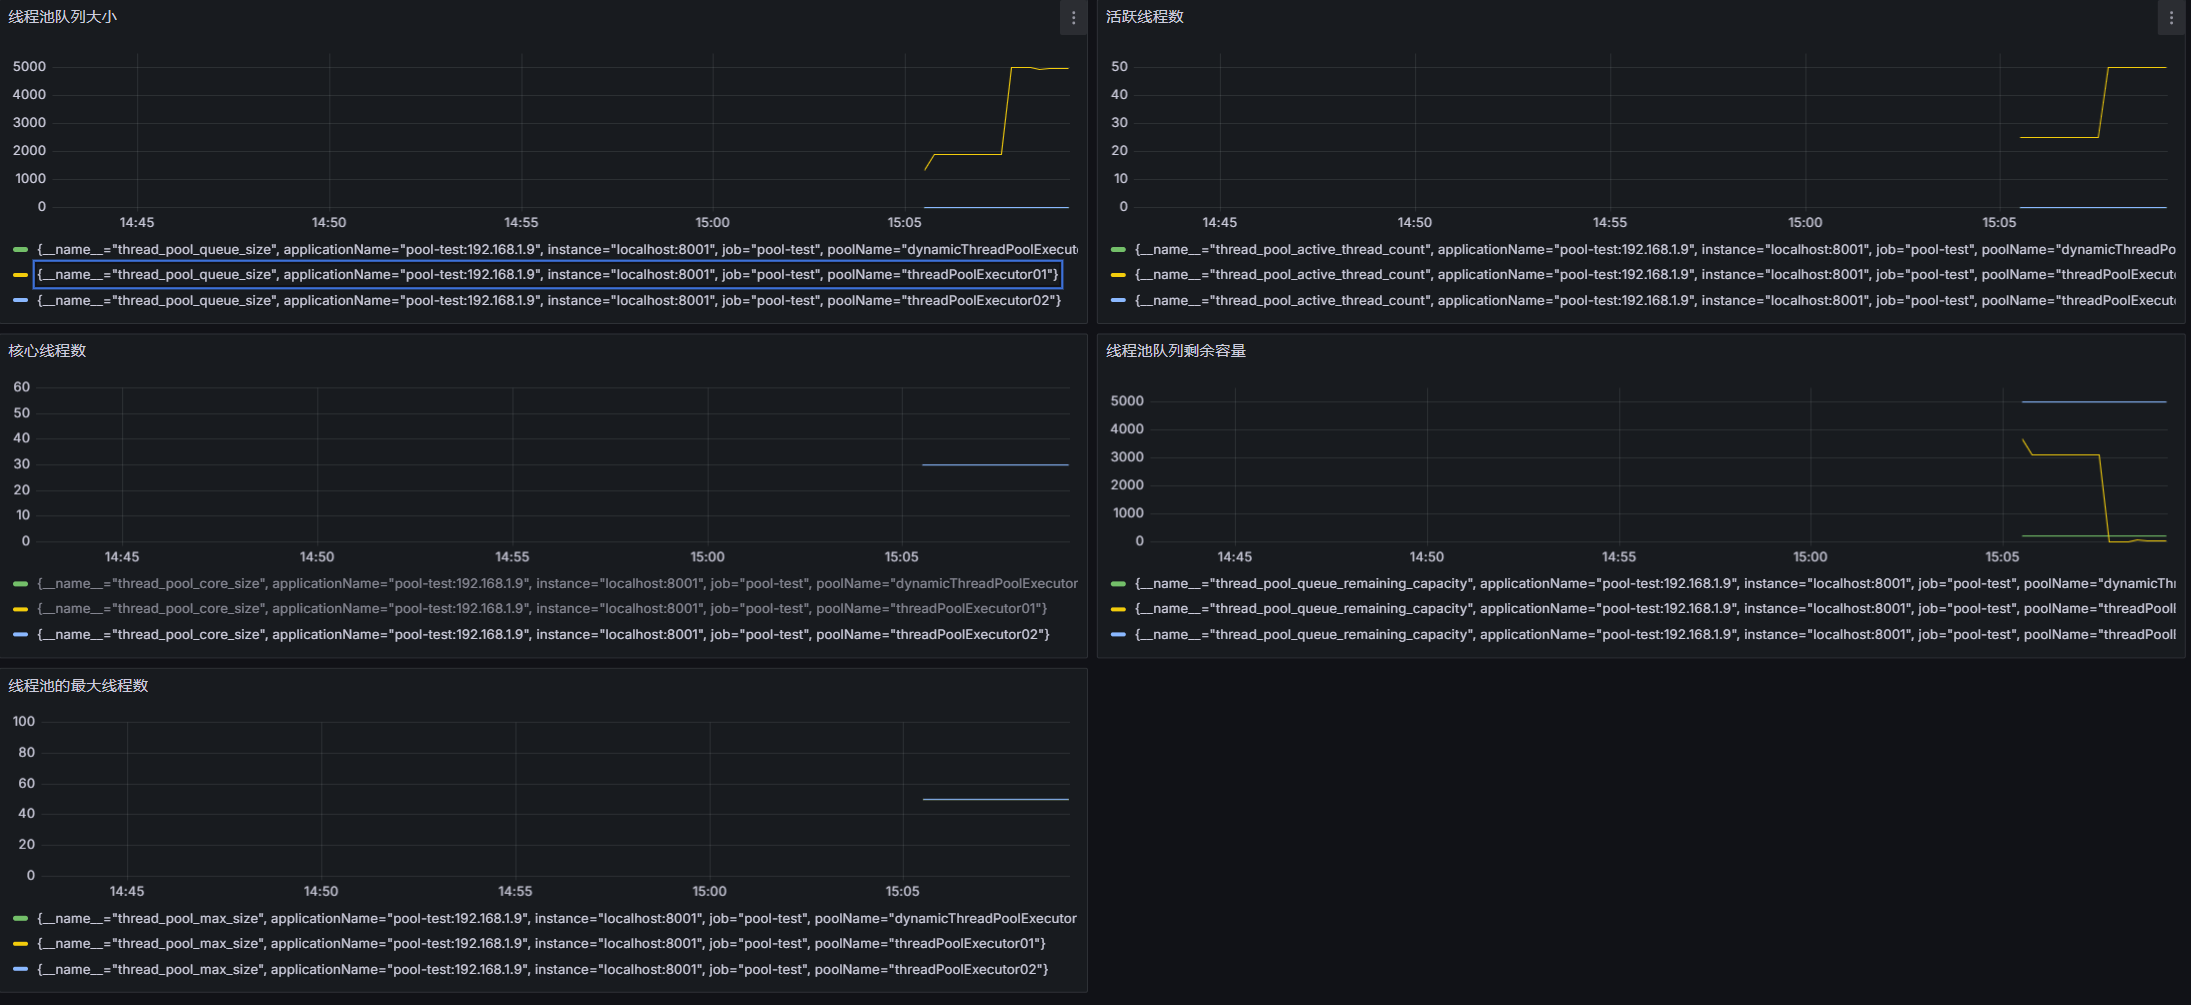 线程池队列大小
5000
4000
3000
2000
1000
0
14:45 14:50 14:55 15:00 15:05
{__name__="thread_pool_queue_size", applicationName="pool-test:192.168.1.9", instance="localhost:8001", job="pool-test", poolName="dynamicThreadPoolExecut
{__name__="thread_pool_queue_size", applicationName="pool-test:192.168.1.9", instance="localhost:8001", job="pool-test", poolName="threadPoolExecutor01"}
{__name__="thread_pool_queue_size", applicationName="pool-test:192.168.1.9", instance="localhost:8001", job="pool-test", poolName="threadPoolExecutor02"}
活跃线程数
50
40
30
20
10
0
14:45 14:50 14:55 15:00 15:05
{__name__="thread_pool_active_thread_count", applicationName="pool-test:192.168.1.9", instance="localhost:8001", job="pool-test", poolName="dynamicThreadPo
{__name__="thread_pool_active_thread_count", applicationName="pool-test:192.168.1.9", instance="localhost:8001", job="pool-test", poolName="threadPoolExecut
{__name__="thread_pool_active_thread_count", applicationName="pool-test:192.168.1.9", instance="localhost:8001", job="pool-test", poolName="threadPoolExecut
核心线程数
60
50
40
30
20
10
0
14:45 14:50 14:55 15:00 15:05
{__name__="thread_pool_core_size", applicationName="pool-test:192.168.1.9", instance="localhost:8001", job="pool-test", poolName="dynamicThreadPoolExecutor
{__name__="thread_pool_core_size", applicationName="pool-test:192.168.1.9", instance="localhost:8001", job="pool-test", poolName="threadPoolExecutor01"}
{__name__="thread_pool_core_size", applicationName="pool-test:192.168.1.9", instance="localhost:8001", job="pool-test", poolName="threadPoolExecutor02"}
线程池队列剩余容量
5000
4000
3000
2000
1000
0
14:45 14:50 14:55 15:00 15:05
{__name__="thread_pool_queue_remaining_capacity", applicationName="pool-test:192.168.1.9", instance="localhost:8001", job="pool-test", poolName="dynamicTh
{__name__="thread_pool_queue_remaining_capacity", applicationName="pool-test:192.168.1.9", instance="localhost:8001", job="pool-test", poolName="threadPool
{__name__="thread_pool_queue_remaining_capacity", applicationName="pool-test:192.168.1.9", instance="localhost:8001", job="pool-test", poolName="threadPool
线程池的最大线程数
100
80
60
40
20
0
14:45 14:50 14:55 15:00 15:05
{__name__="thread_pool_max_size", applicationName="pool-test:192.168.1.9", instance="localhost:8001", job="pool-test", poolName="dynamicThreadPoolExecutor
{__name__="thread_pool_max_size", applicationName="pool-test:192.168.1.9", instance="localhost:8001", job="pool-test", poolName="threadPoolExecutor01"}
{__name__="thread_pool_max_size", applicationName="pool-test:192.168.1.9", instance="localhost:8001", job="pool-test", poolName="threadPoolExecutor02"}